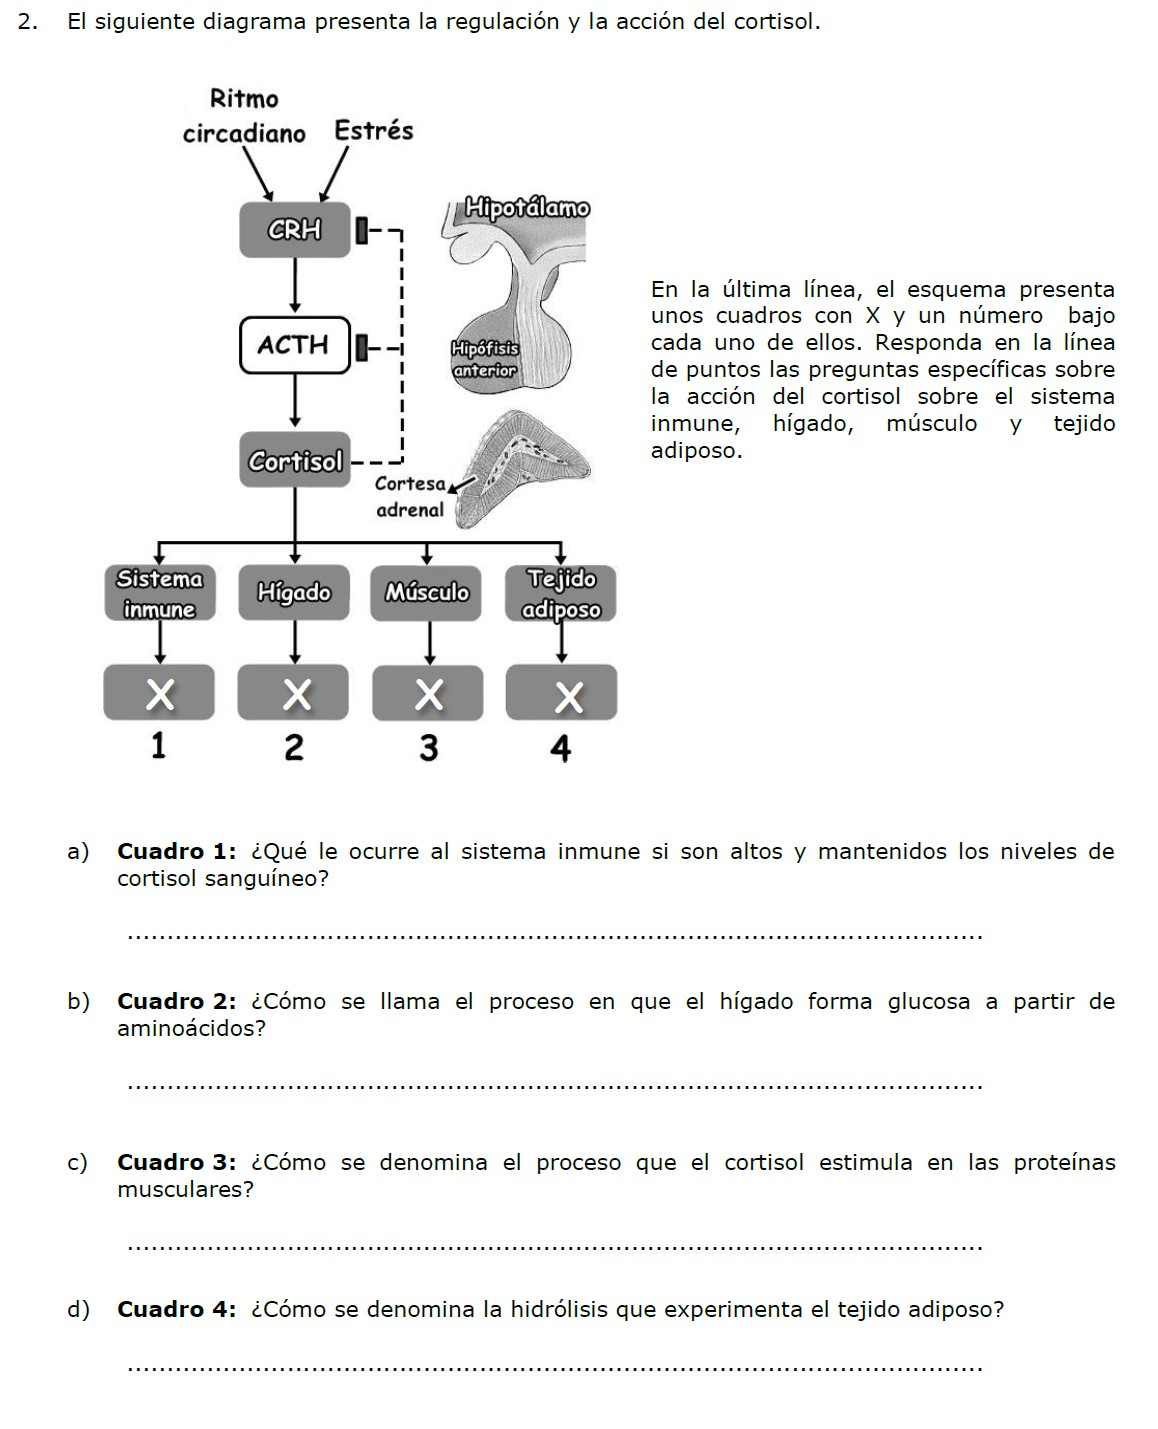 2. El siguiente diagrama presenta la regulación y la acción del cortisol.
Ritmo
circadiano
Estrés
CRH
Hipotálamo
ACTH
Hipófisis
anterior
Cortisol
Cortesa
adrenal
Sistema
inmune
Hígado
Músculo
Tejido
adiposo
X X X X
1 2 3 4
En la última línea, el esquema presenta
unos cuadros con X y un número bajo
cada uno de ellos. Responda en la línea
de puntos las preguntas específicas sobre
la acción del cortisol sobre el sistema
inmune, hígado, músculo y tejido
adiposo.
a) Cuadro 1: ¿Qué le ocurre al sistema inmune si son altos y mantenidos los niveles de
cortisol sanguíneo?
b) Cuadro 2: ¿Cómo se llama el proceso en que el hígado forma glucosa a partir de
aminoácidos?
c) Cuadro 3: ¿Cómo se denomina el proceso que el cortisol estimula en las proteínas
musculares?
d) Cuadro 4: ¿Cómo se denomina la hidrólisis que experimenta el tejido adiposo?